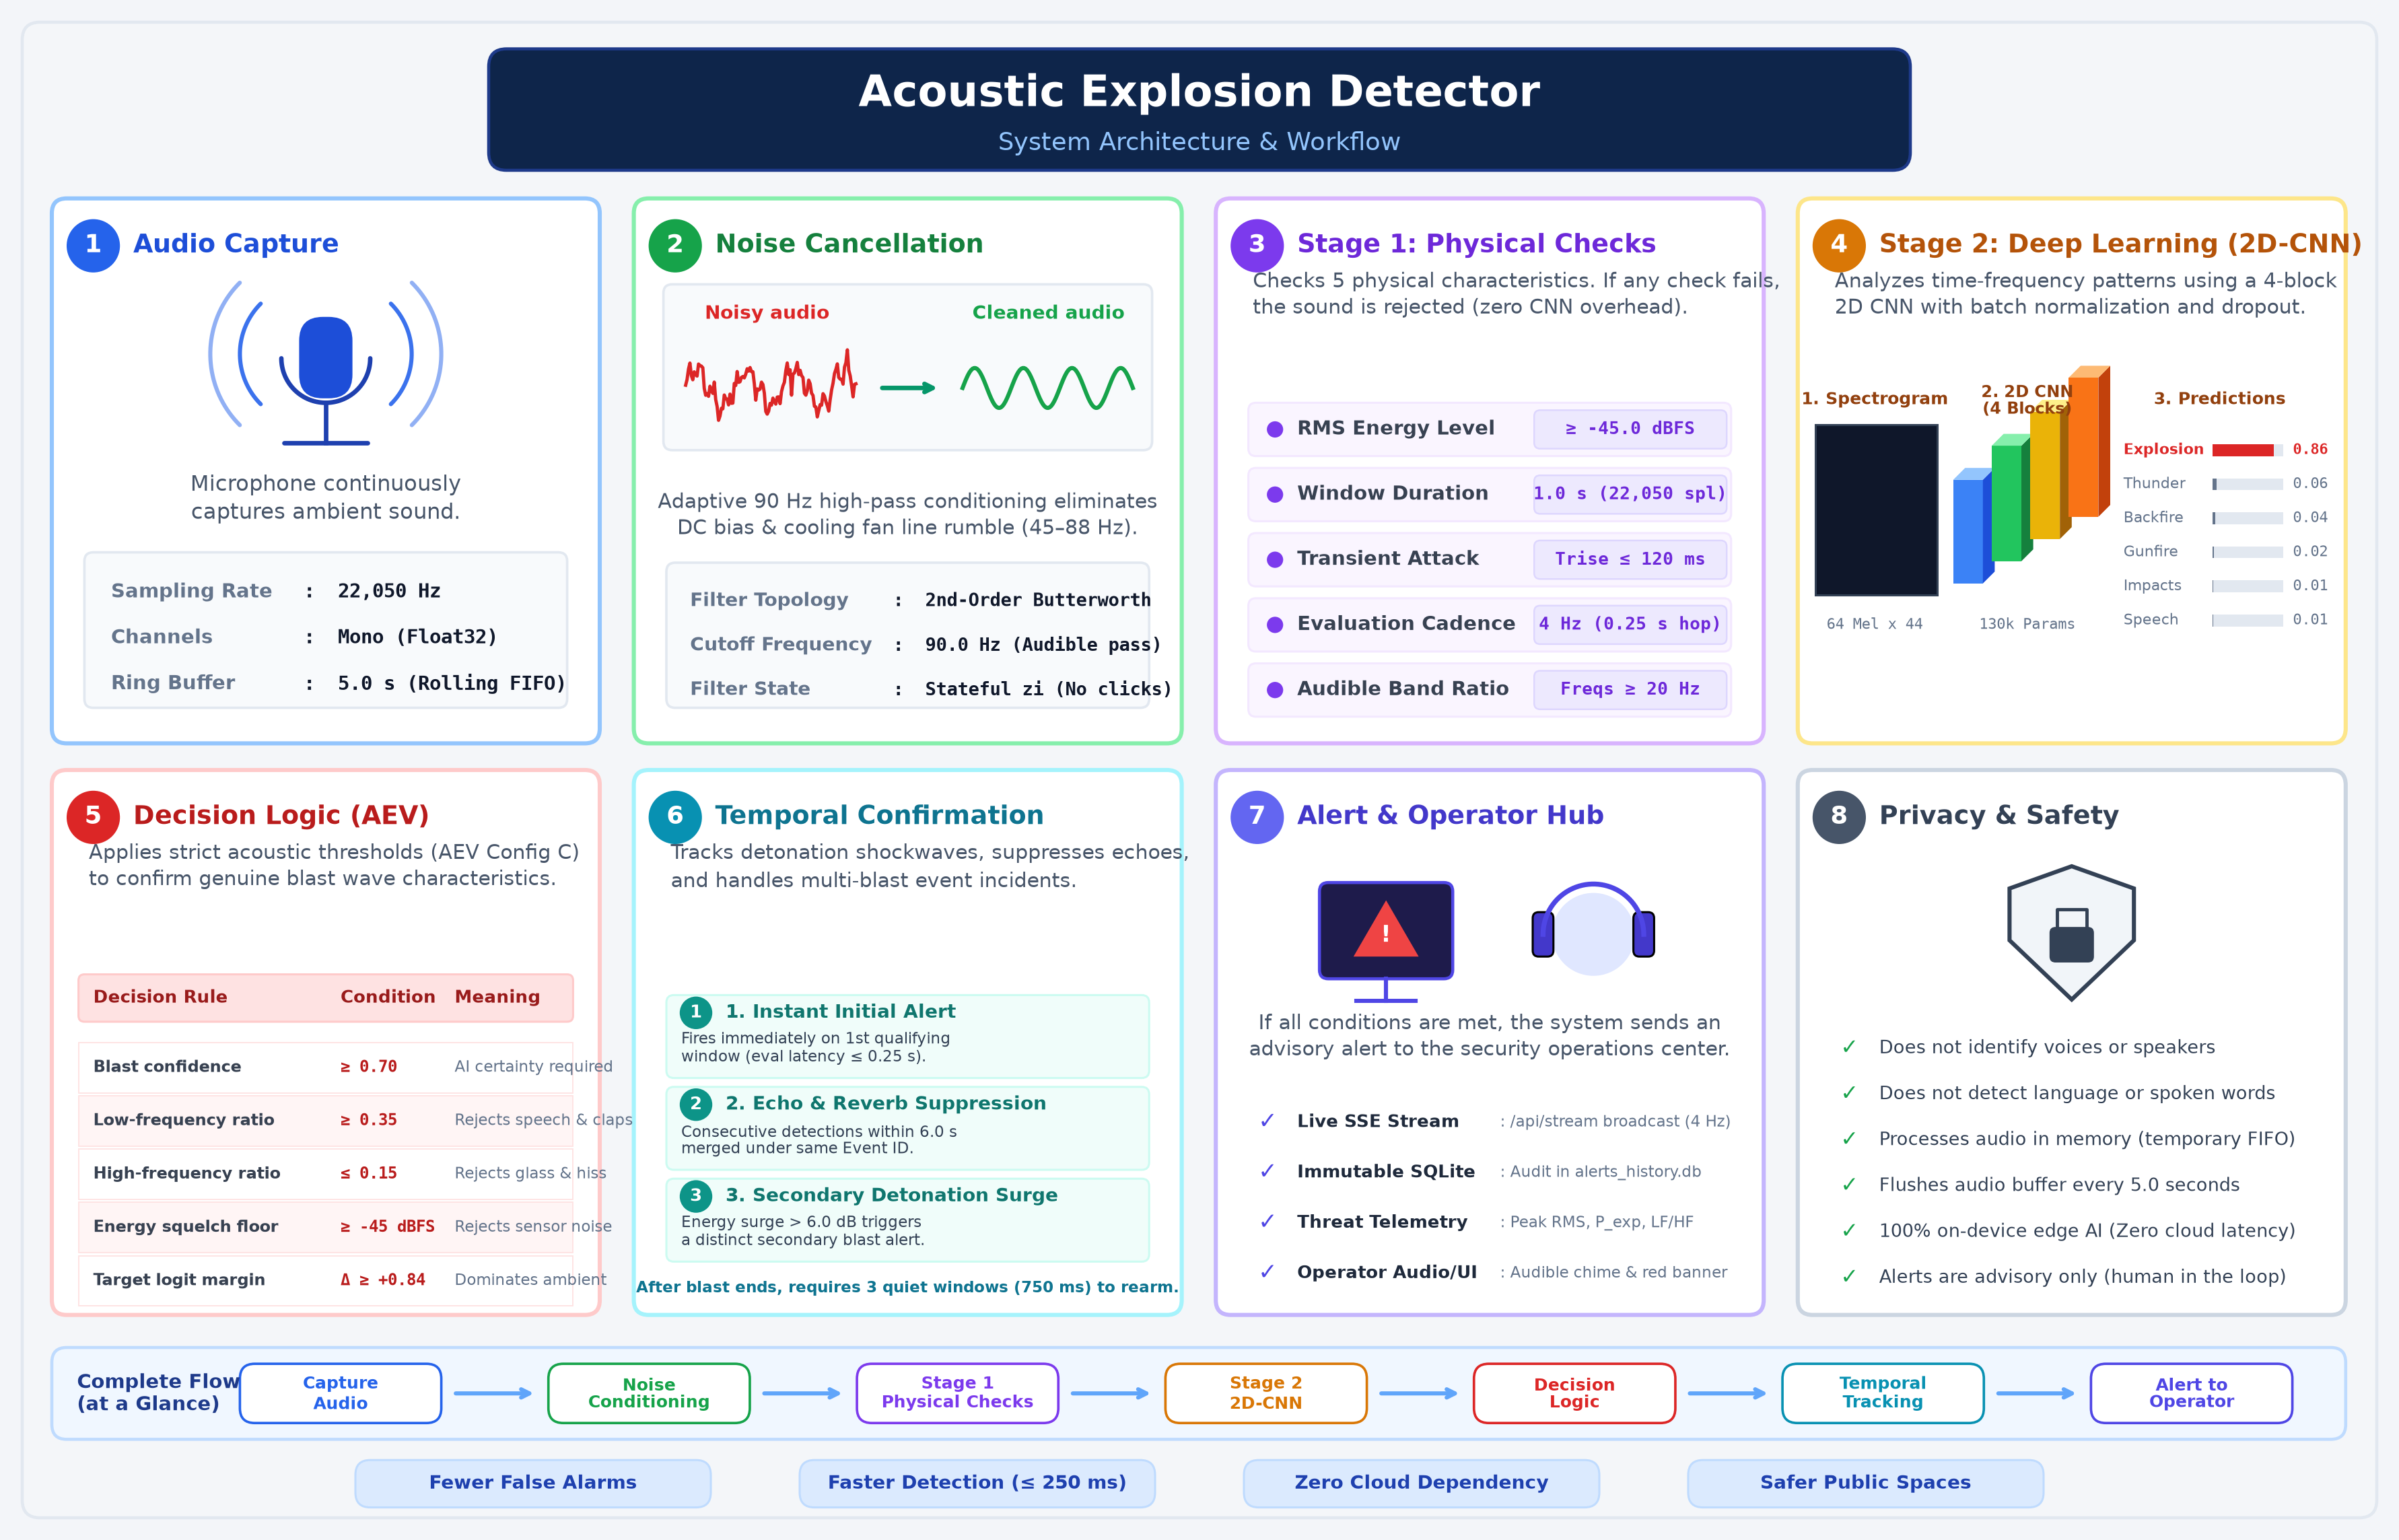 Acoustic Explosion Detector
System Architecture & Workflow
1 Audio Capture
Microphone continuously
captures ambient sound.
Sampling Rate : 22,050 Hz
Channels : Mono (Float32)
Ring Buffer : 5.0 s (Rolling FIFO)
2 Noise Cancellation
Noisy audio Cleaned audio
Adaptive 90 Hz high-pass conditioning eliminates
DC bias & cooling fan line rumble (45–88 Hz).
Filter Topology : 2nd-Order Butterworth
Cutoff Frequency : 90.0 Hz (Audible pass)
Filter State : Stateful zi (No clicks)
3 Stage 1: Physical Checks
Checks 5 physical characteristics. If any check fails,
the sound is rejected (zero CNN overhead).
RMS Energy Level ≥ -45.0 dBFS
Window Duration 1.0 s (22,050 spl)
Transient Attack Trise ≤ 120 ms
Evaluation Cadence 4 Hz (0.25 s hop)
Audible Band Ratio Freqs ≥ 20 Hz
4 Stage 2: Deep Learning (2D-CNN)
Analyzes time-frequency patterns using a 4-block
2D CNN with batch normalization and dropout.
1. Spectrogram
64 Mel x 44
2. 2D CNN
(4 Blocks)
130k Params
3. Predictions
Explosion 0.86
Thunder 0.06
Backfire 0.04
Gunfire 0.02
Impacts 0.01
Speech 0.01
5 Decision Logic (AEV)
Applies strict acoustic thresholds (AEV Config C)
to confirm genuine blast wave characteristics.
Decision Rule Condition Meaning
Blast confidence ≥ 0.70 AI certainty required
Low-frequency ratio ≥ 0.35 Rejects speech & claps
High-frequency ratio ≤ 0.15 Rejects glass & hiss
Energy squelch floor ≥ -45 dBFS Rejects sensor noise
Target logit margin Δ ≥ +0.84 Dominates ambient
6 Temporal Confirmation
Tracks detonation shockwaves, suppresses echoes,
and handles multi-blast event incidents.
1 1. Instant Initial Alert
Fires immediately on 1st qualifying
window (eval latency ≤ 0.25 s).
2 2. Echo & Reverb Suppression
Consecutive detections within 6.0 s
merged under same Event ID.
3 3. Secondary Detonation Surge
Energy surge > 6.0 dB triggers
a distinct secondary blast alert.
After blast ends, requires 3 quiet windows (750 ms) to rearm.
7 Alert & Operator Hub
!
If all conditions are met, the system sends an
advisory alert to the security operations center.
✓ Live SSE Stream : /api/stream broadcast (4 Hz)
✓ Immutable SQLite : Audit in alerts_history.db
✓ Threat Telemetry : Peak RMS, P_exp, LF/HF
✓ Operator Audio/UI : Audible chime & red banner
8 Privacy & Safety
✓ Does not identify voices or speakers
✓ Does not detect language or spoken words
✓ Processes audio in memory (temporary FIFO)
✓ Flushes audio buffer every 5.0 seconds
✓ 100% on-device edge AI (Zero cloud latency)
✓ Alerts are advisory only (human in the loop)
Complete Flow
(at a Glance)
Capture
Audio
Noise
Conditioning
Stage 1
Physical Checks
Stage 2
2D-CNN
Decision
Logic
Temporal
Tracking
Alert to
Operator
Fewer False Alarms
Faster Detection (≤ 250 ms)
Zero Cloud Dependency
Safer Public Spaces